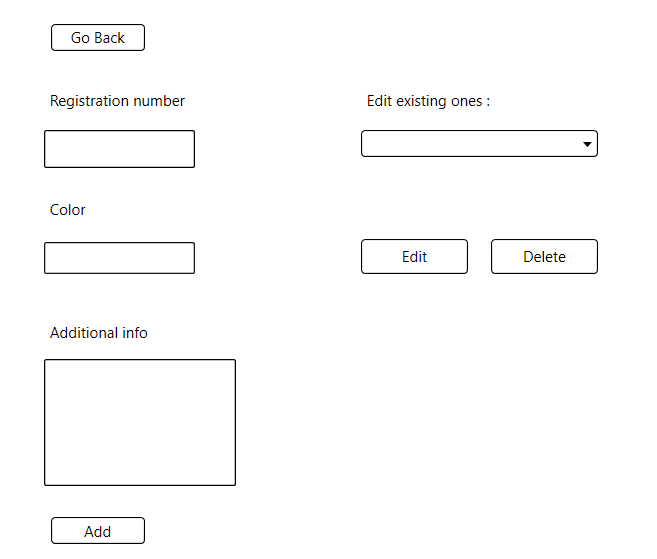 Go Back
Registration number
Edit existing ones :
Color
Edit
Delete
Additional info
Add